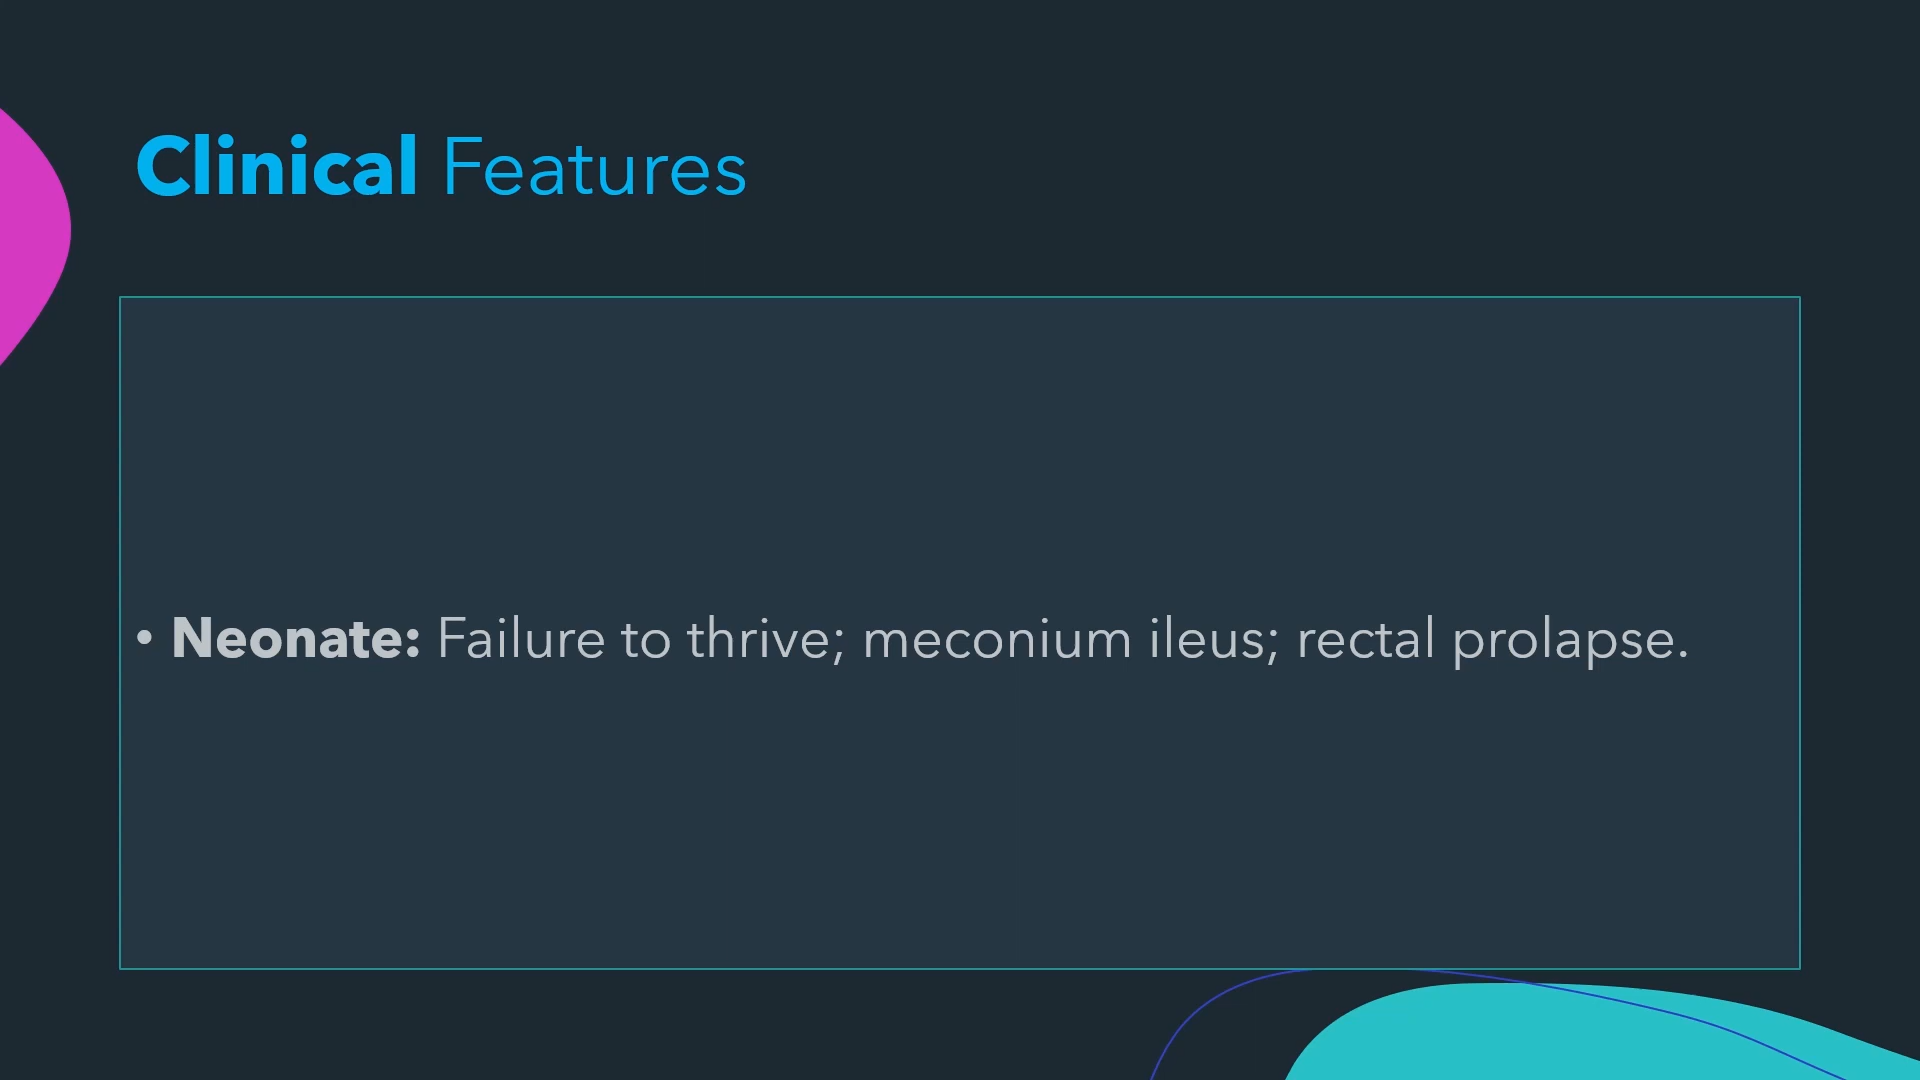 Clinical Features
• Neonate: Failure to thrive; meconium ileus; rectal prolapse.